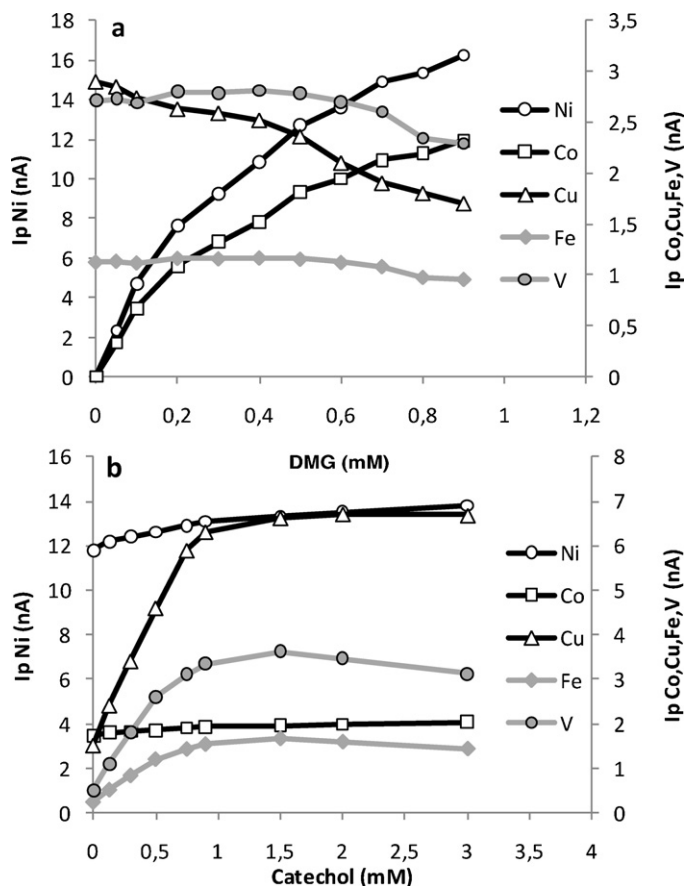 a
18
16
14
12
10
8
6
4
2
0
Ip Ni (nA)
3,5
3
2,5
2
1,5
1
0,5
0
Ip Co,Cu,Fe,V (nA)
Ni
Co
Cu
Fe
V
0 0,2 0,4 0,6 0,8 1 1,2
DMG (mM)
b
16
14
12
10
8
6
4
2
0
Ip Ni (nA)
8
7
6
5
4
3
2
1
0
Ip Co,Cu,Fe,V (nA)
Ni
Co
Cu
Fe
V
0 0,5 1 1,5 2 2,5 3 3,5 4
Catechol (mM)